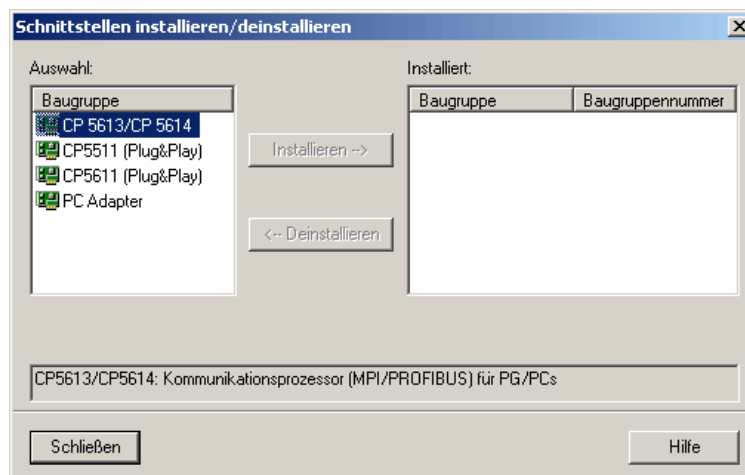 Schnittstellen installieren/deinstallieren
Auswahl:
Installiert:
Baugruppe
CP 5613/CP 5614
CP5511 (Plug&Play)
CP5611 (Plug&Play)
PC Adapter
Installieren -->
<-- Deinstallieren
Baugruppe Baugruppennummer
CP5613/CP5614: Kommunikationsprozessor (MPI/PROFIBUS) für PG/PCs
Schließen
Hilfe